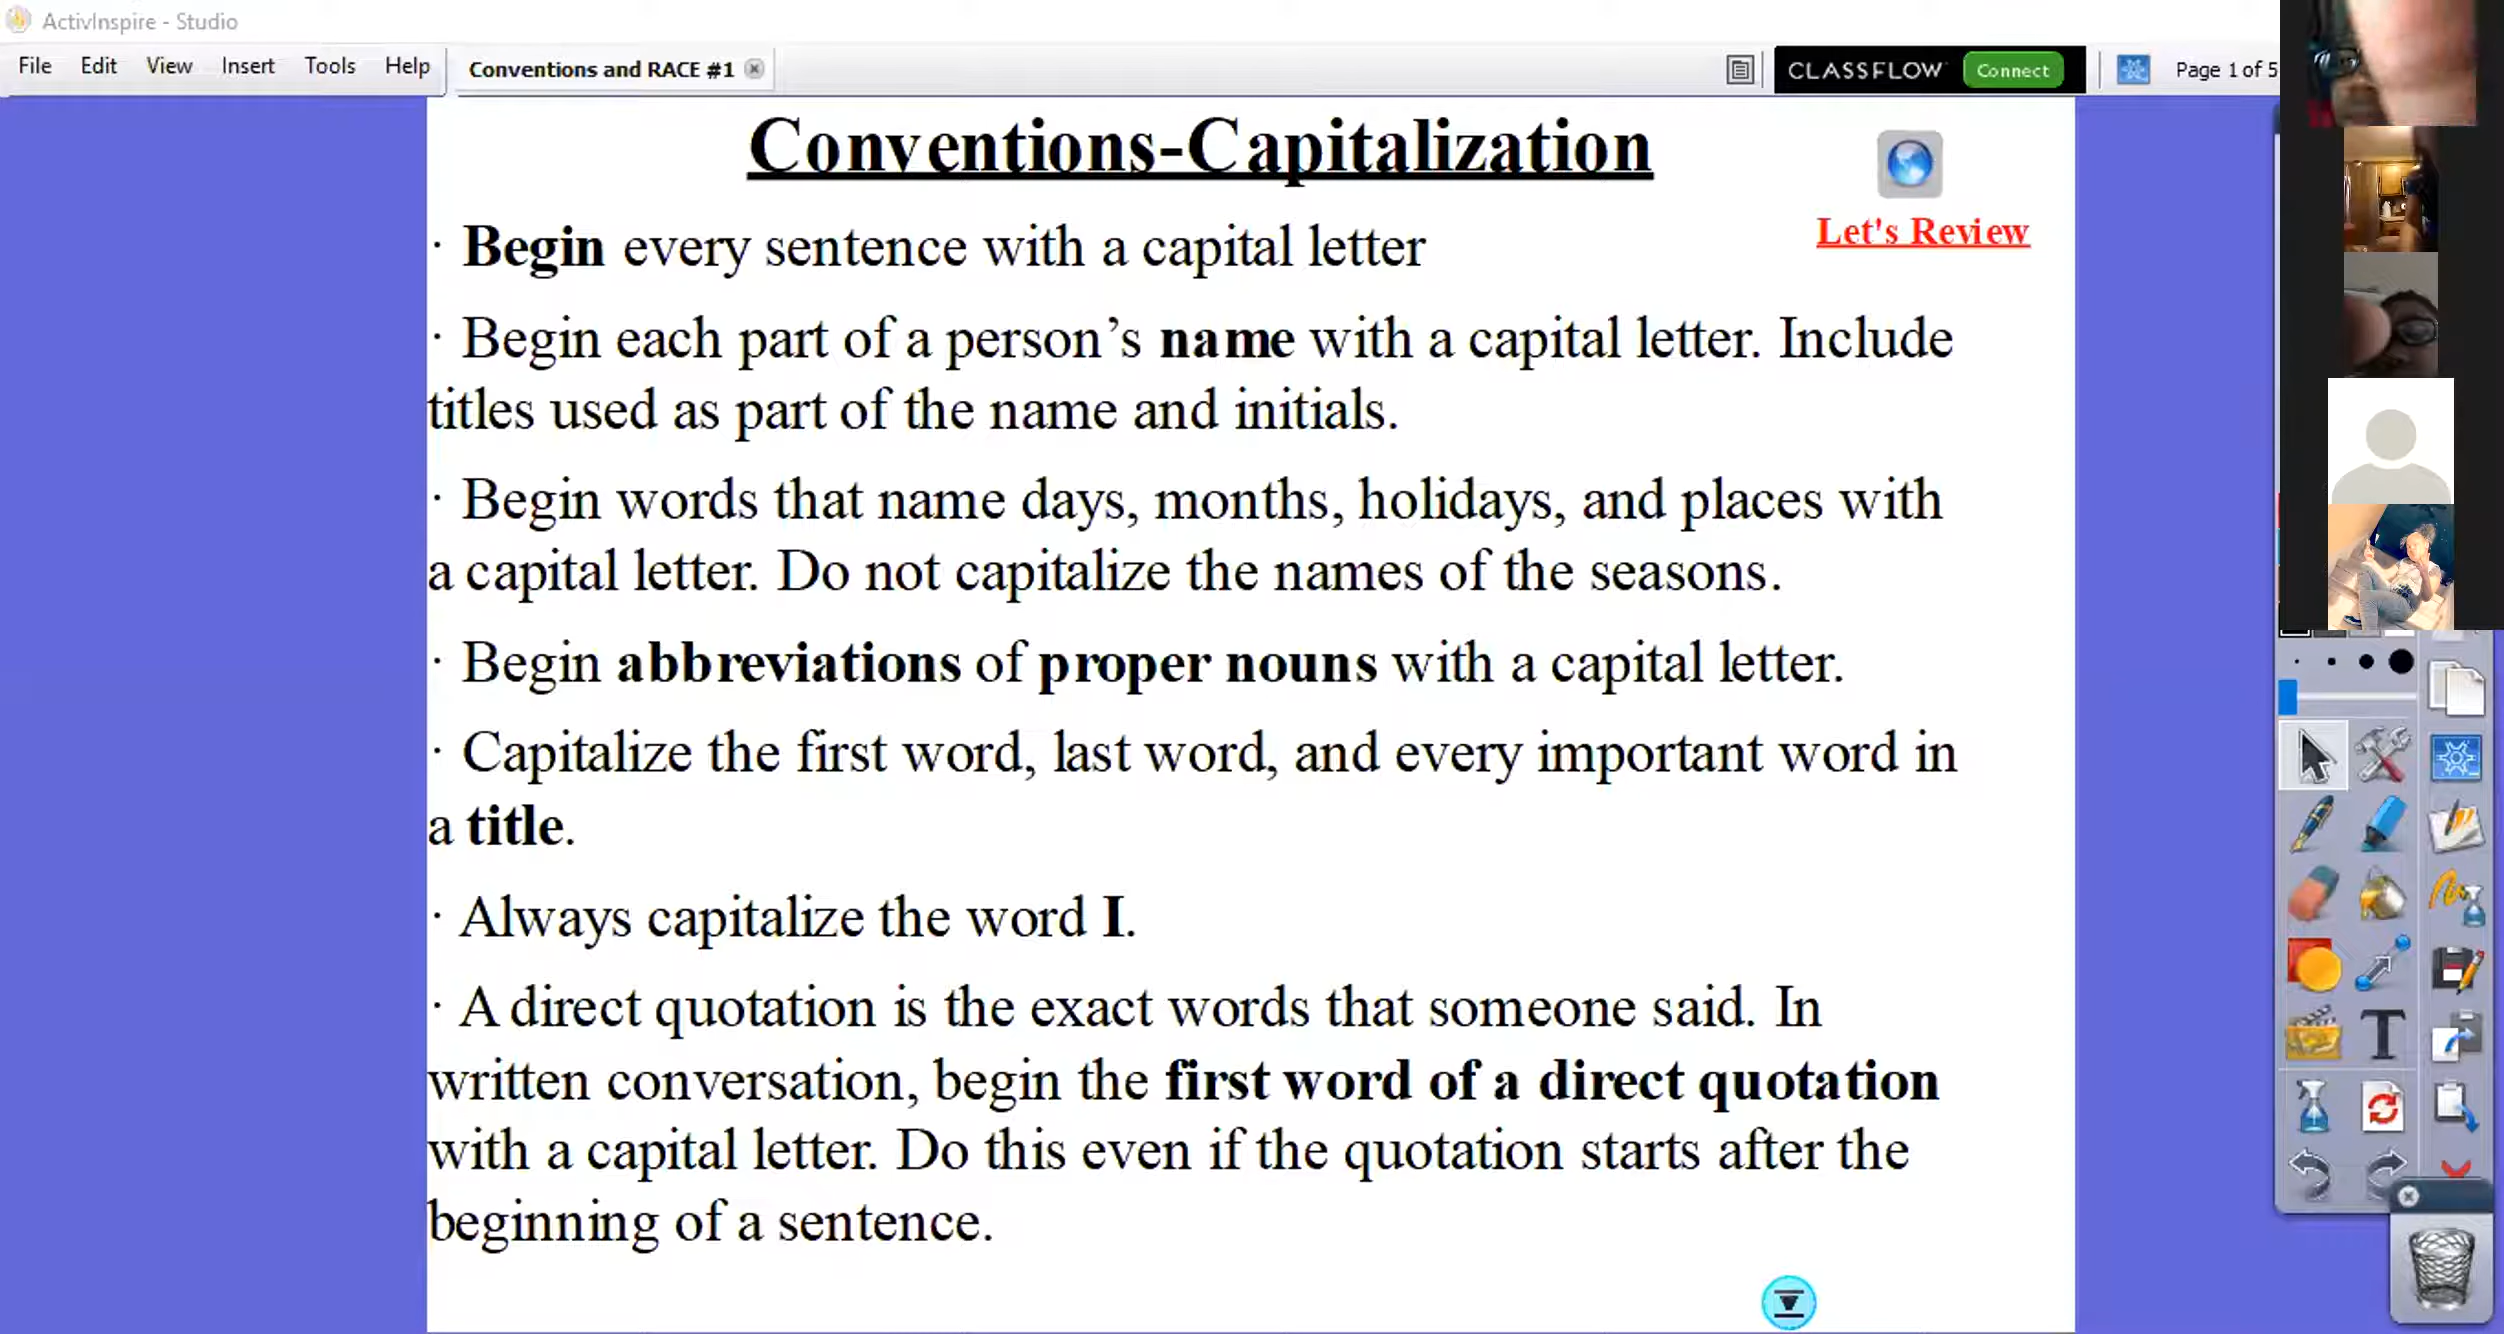 ActivInspire - Studio
File Edit View Insert Tools Help
Conventions and RACE #1
CLASSFLOW Connect
Page 1 of 5
Conventions-Capitalization
Let's Review
· Begin every sentence with a capital letter
· Begin each part of a person’s name with a capital letter. Include
titles used as part of the name and initials.
· Begin words that name days, months, holidays, and places with
a capital letter. Do not capitalize the names of the seasons.
· Begin abbreviations of proper nouns with a capital letter.
· Capitalize the first word, last word, and every important word in
a title.
· Always capitalize the word I.
· A direct quotation is the exact words that someone said. In
written conversation, begin the first word of a direct quotation
with a capital letter. Do this even if the quotation starts after the
beginning of a sentence.
T